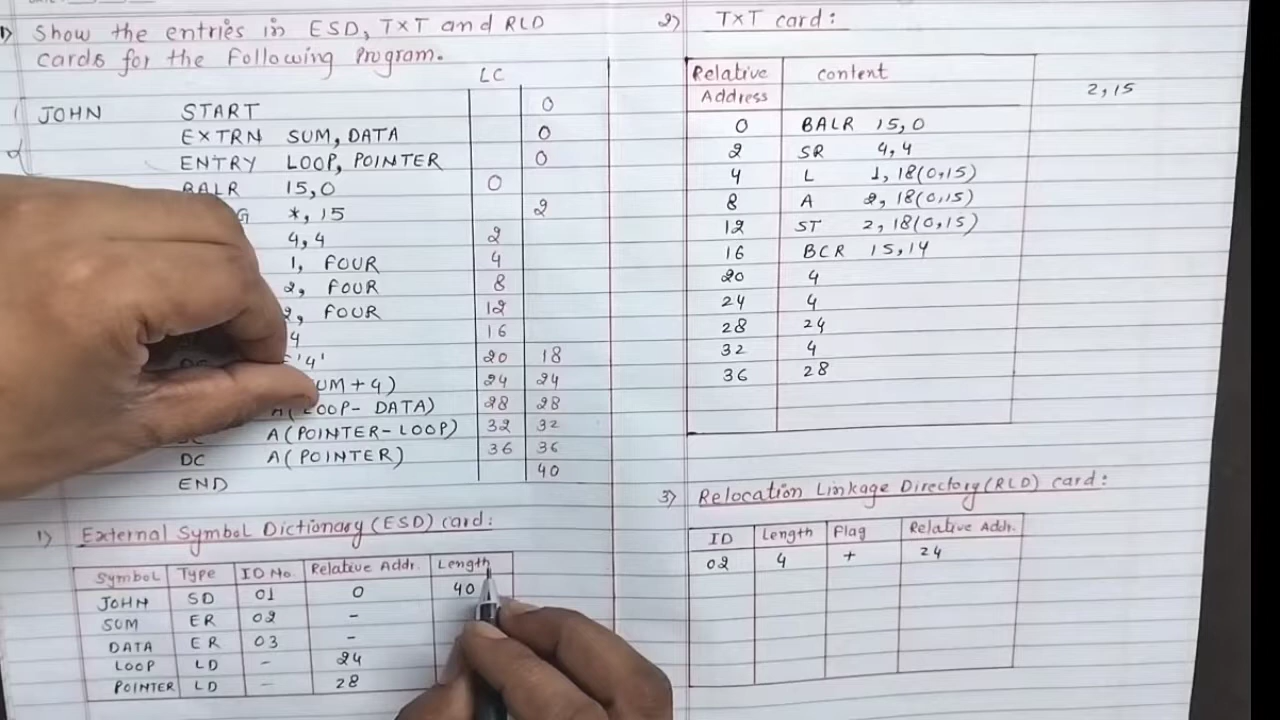 1) Show the entries in ESD, TXT and RLD
cards for the Following Program.
LC
JOHN START 0
EXTRN SUM, DATA 0
ENTRY LOOP, POINTER 0
BALR 15,0 0
G *, 15 2
4,4 2
1, FOUR 4
2, FOUR 8
2, FOUR 12
4 16
'4' 20 18
UM + 4) 24 24
A(LOOP- DATA) 28 28
A(POINTER-LOOP) 32 32
DC A(POINTER) 36 36
END 40
1) External Symbol Dictionary (ESD) card:
Symbol Type ID No. Relative Addr. Length
JOHN SD 01 0 40
SUM ER 02 -
DATA ER 03 -
LOOP LD - 24
POINTER LD - 28
2) TXT card:
Relative Address content
2,15
0 BALR 15,0
2 SR 4,4
4 L 1,18(0,15)
8 A 2,18(0,15)
12 ST 2,18(0,15)
16 BCR 15,14
20 4
24 4
28 24
32 4
36 28
3) Relocation Linkage Directory(RLD) card:
ID Length Flag Relative Addr.
02 4 + 24